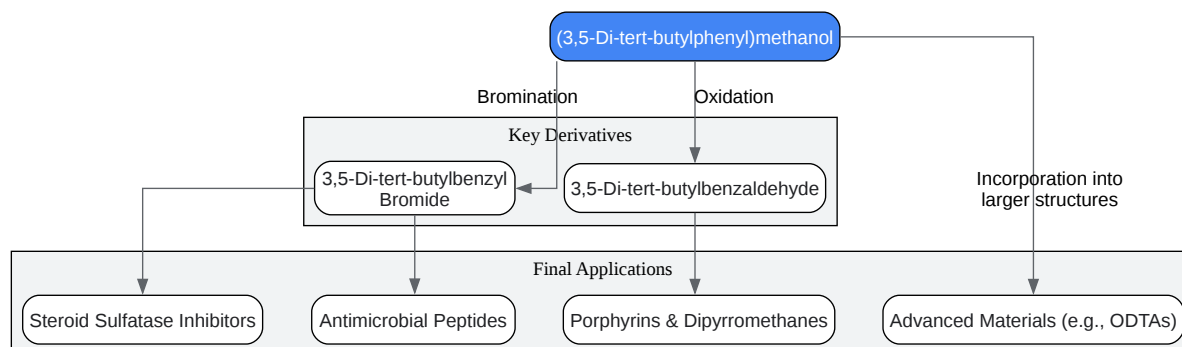 (3,5-Di-tert-butylphenyl)methanol
Bromination
Oxidation
Key Derivatives
3,5-Di-tert-butylbenzyl
Bromide
3,5-Di-tert-butylbenzaldehyde
Incorporation into
larger structures
Final Applications
Steroid Sulfatase Inhibitors
Antimicrobial Peptides
Porphyrins & Dipyrromethanes
Advanced Materials (e.g., ODTAs)